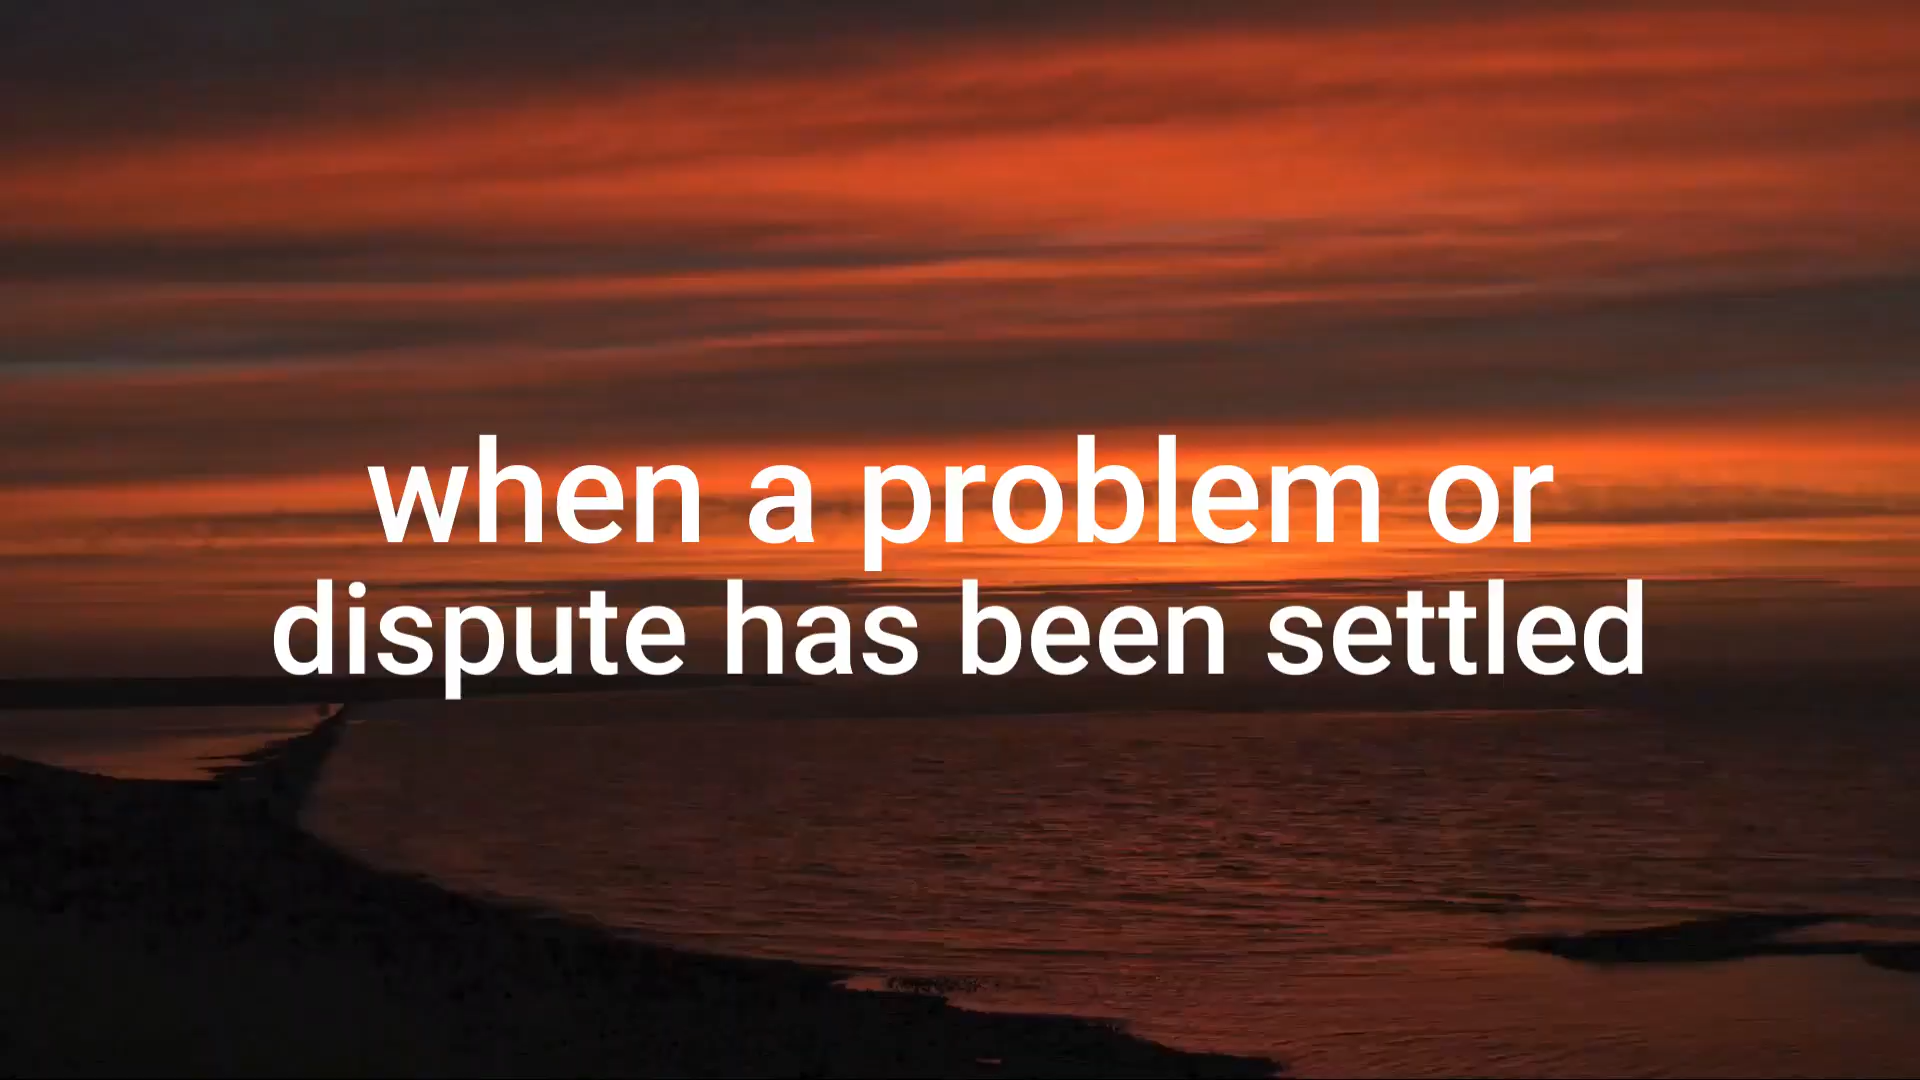 when a problem or
dispute has been settled